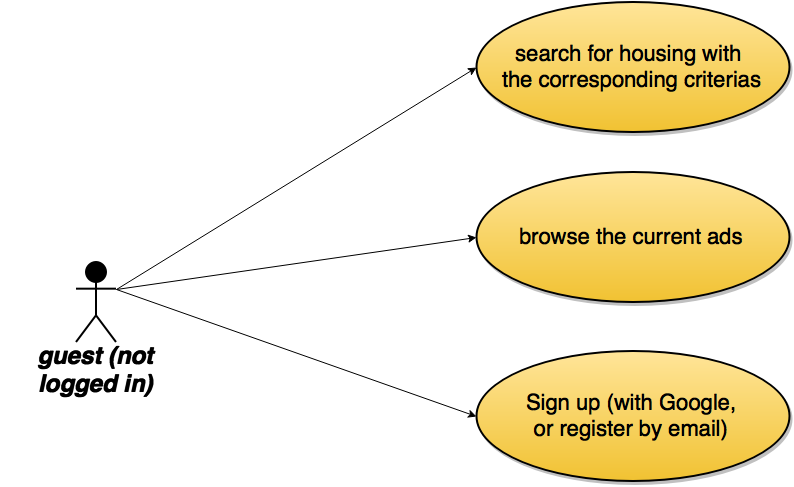 search for housing with
the corresponding criterias
browse the current ads
guest (not
logged in)
Sign up (with Google,
or register by email)